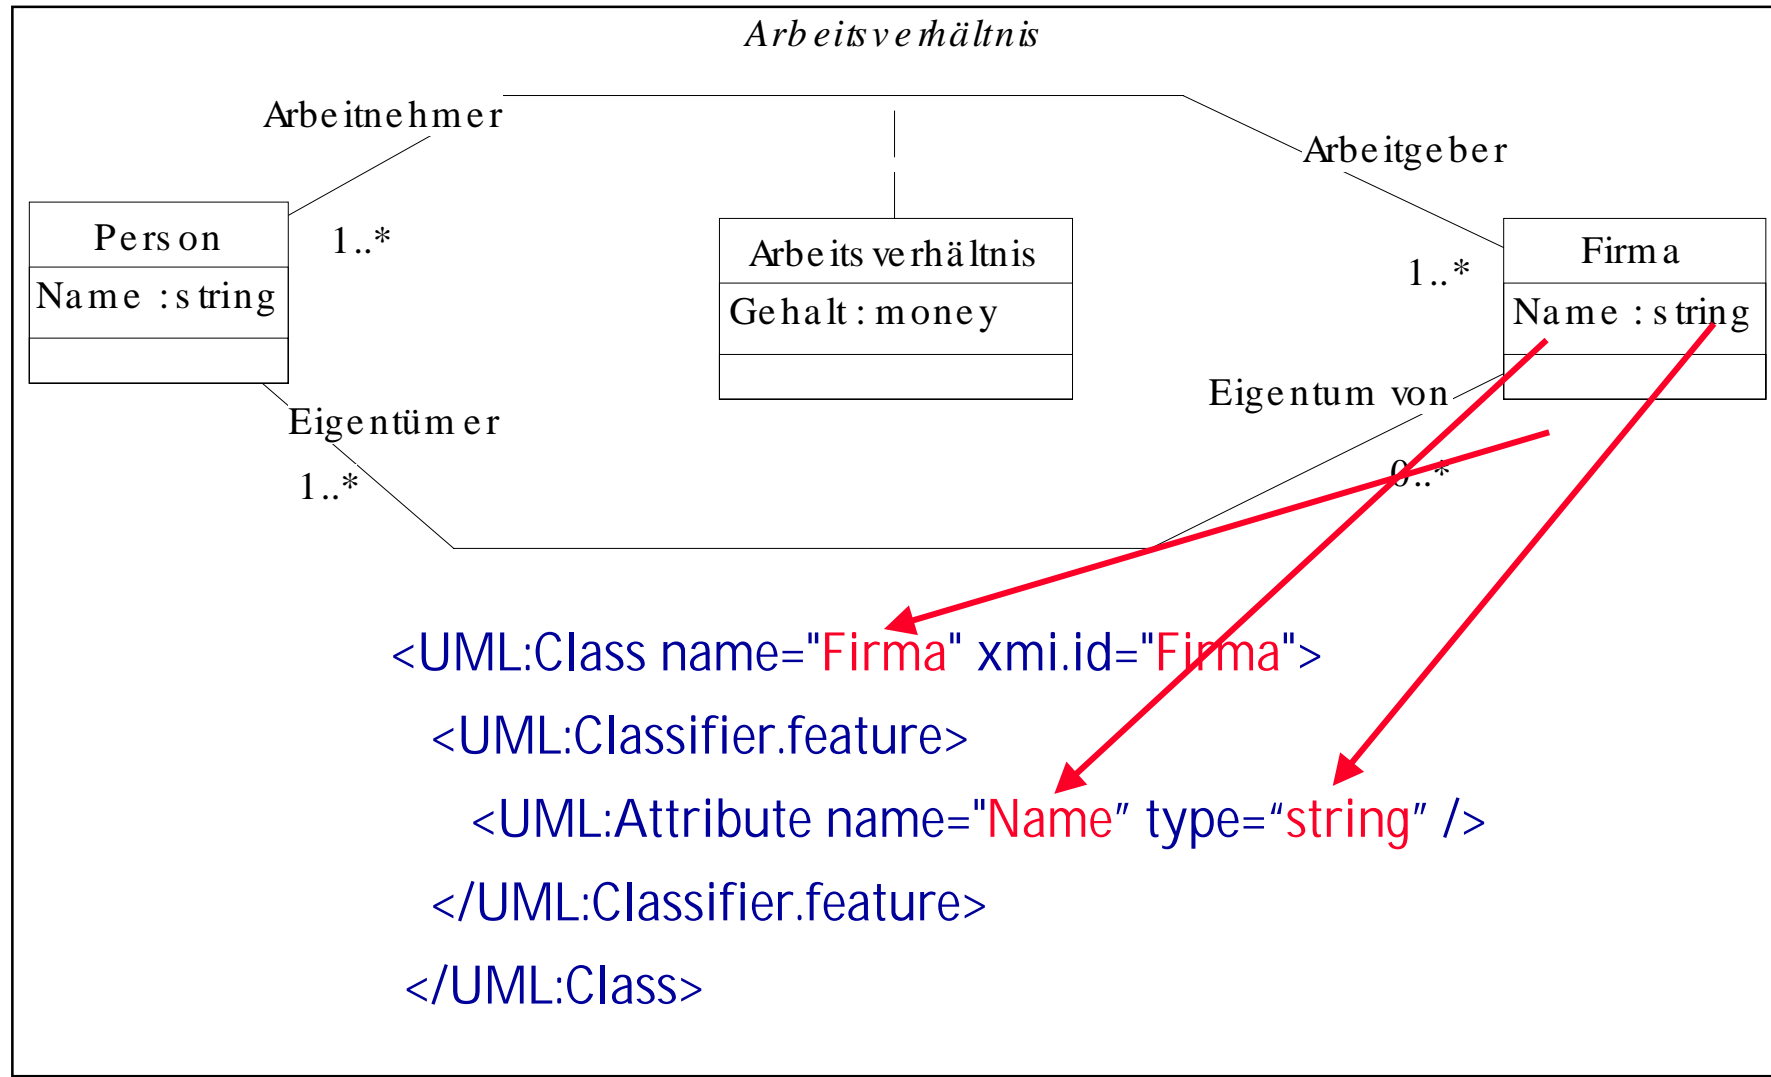 Arbeitsverhältnis
Arbeitnehmer
Arbeitgeber
Person
1..*
Arbeitsverhältnis
1..*
Firma
Name : string
Gehalt : money
Name : string
Eigentümer
Eigentum von
1..*
0..*
<UML:Class name="Firma" xmi.id="Firma">
<UML:Classifier.feature>
<UML:Attribute name="Name” type=“string” />
</UML:Classifier.feature>
</UML:Class>